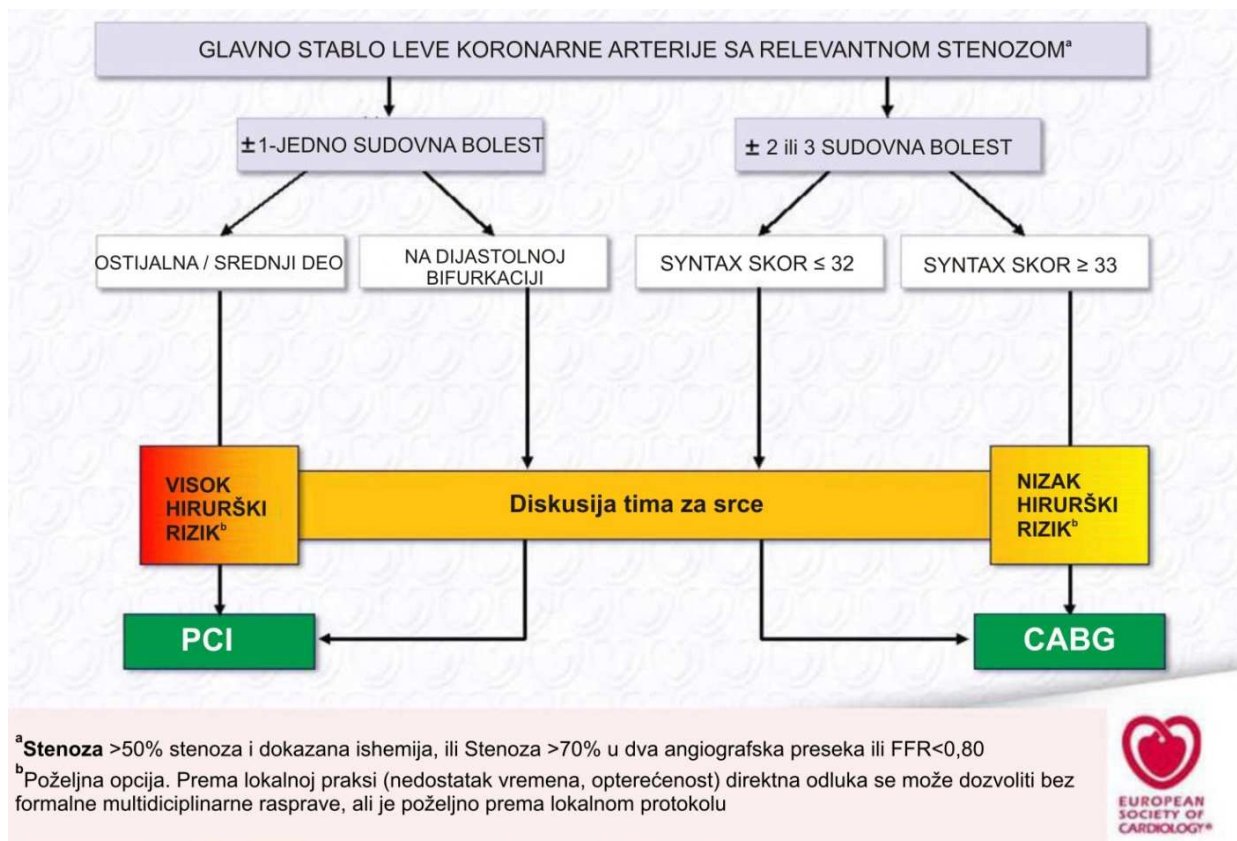 GLAVNO STABLO LEVE KORONARNE ARTERIJE SA RELEVANTNOM STENOZOMᵃ
±1-JEDNO SUDOVNA BOLEST
± 2 ili 3 SUDOVNA BOLEST
OSTIJALNA / SREDNJI DEO
NA DIJASTOLNOJ
BIFURKACIJI
SYNTAX SKOR ≤ 32
SYNTAX SKOR ≥ 33
VISOK
HIRURŠKI
RIZIKᵇ
Diskusija tima za srce
NIZAK
HIRURŠKI
RIZIKᵇ
PCI
CABG
ᵃStenoza >50% stenoza i dokazana ishemija, ili Stenoza >70% u dva angiografska preseka ili FFR<0,80
ᵇPoželjna opcija. Prema lokalnoj praksi (nedostatak vremena, opterećenost) direktna odluka se može dozvoliti bez
formalne multidiciplinarne rasprave, ali je poželjno prema lokalnom protokolu
EUROPEAN
SOCIETY OF
CARDIOLOGY®